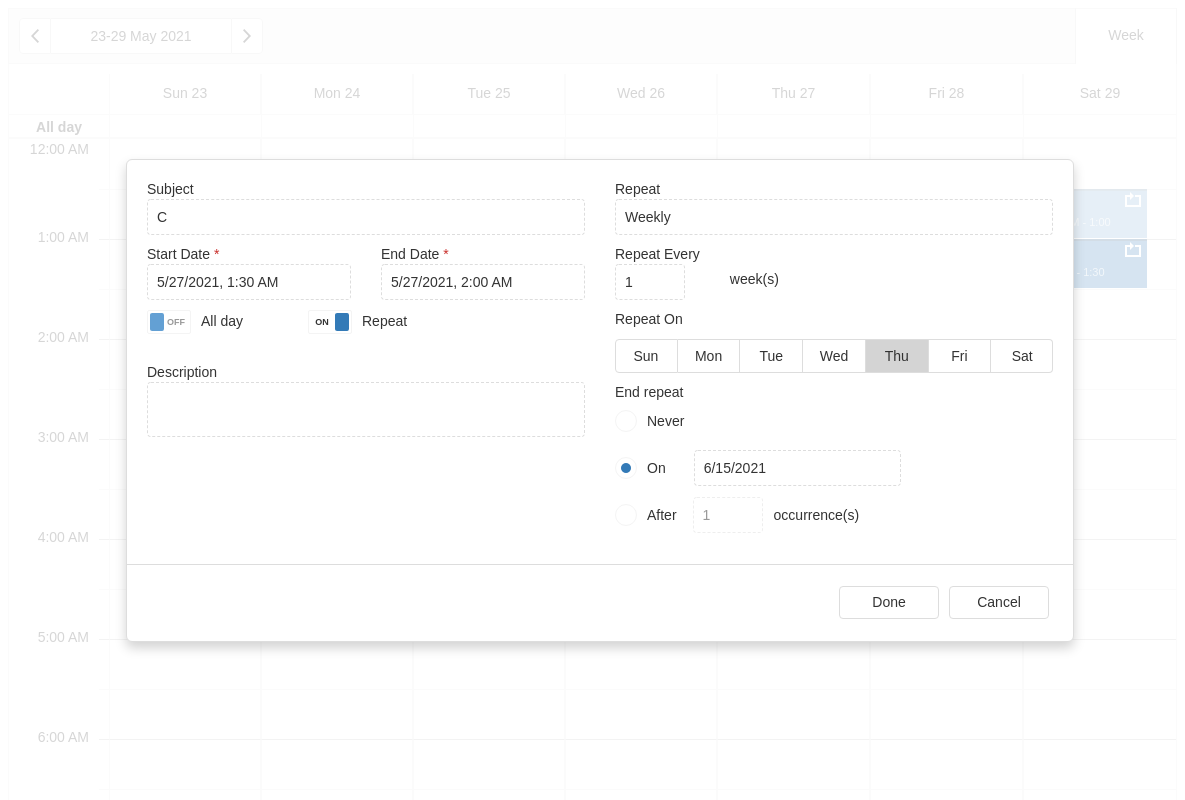 23-29 May 2021
Week
Sun 23
Mon 24
Tue 25
Wed 26
Thu 27
Fri 28
Sat 29
All day
12:00 AM
1:00 AM
2:00 AM
3:00 AM
4:00 AM
5:00 AM
6:00 AM
- 1:00
- 1:30
Subject
C
Start Date *
End Date *
5/27/2021, 1:30 AM
5/27/2021, 2:00 AM
OFF
All day
ON
Repeat
Description
Repeat
Weekly
Repeat Every
1
week(s)
Repeat On
Sun
Mon
Tue
Wed
Thu
Fri
Sat
End repeat
Never
On
6/15/2021
After
1
occurrence(s)
Done
Cancel